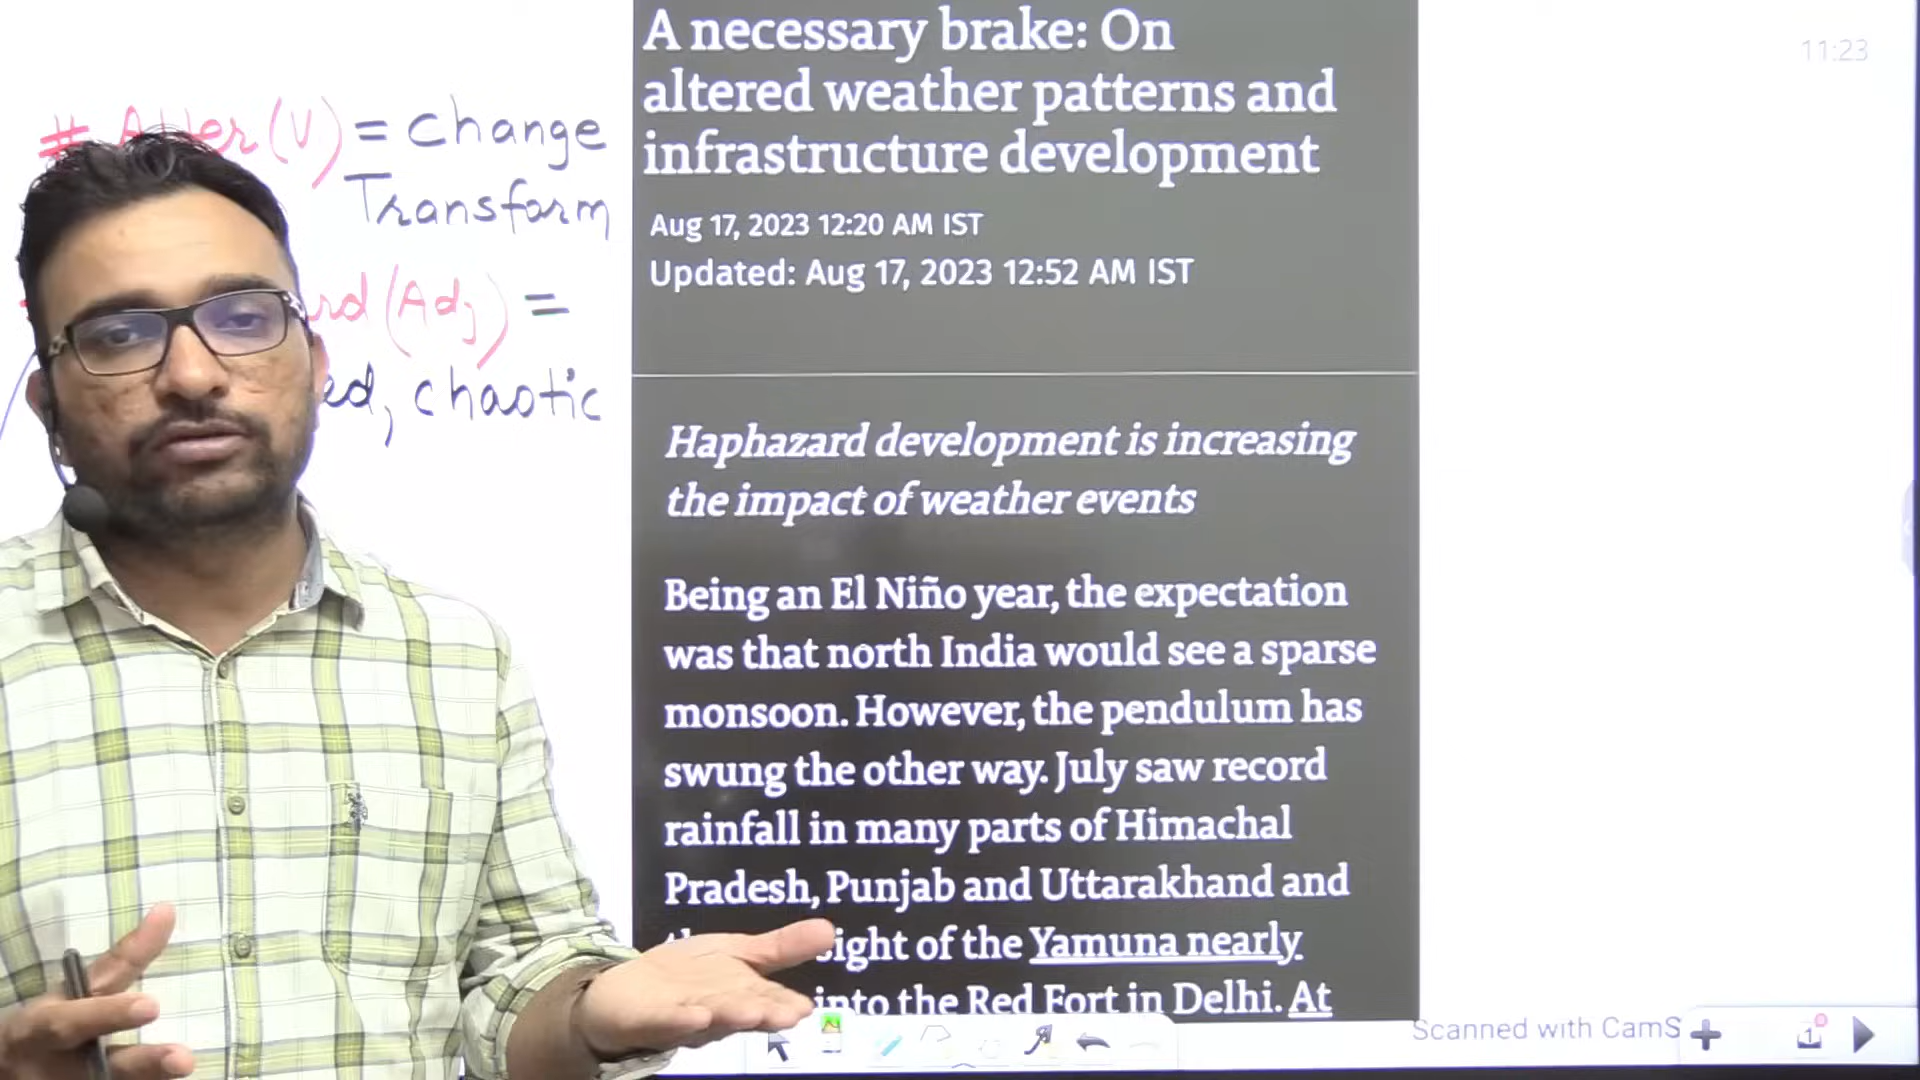 A necessary brake: On
altered weather patterns and
infrastructure development
Aug 17, 2023 12:20 AM IST
Updated: Aug 17, 2023 12:52 AM IST
11:23
# Alter (V) = Change
Transform
(Adj) =
chaotic
Haphazard development is increasing
the impact of weather events
Being an El Niño year, the expectation
was that north India would see a sparse
monsoon. However, the pendulum has
swung the other way. July saw record
rainfall in many parts of Himachal
Pradesh, Punjab and Uttarakhand and
of the Yamuna nearly
into the Red Fort in Delhi. At
Scanned with CamS
1